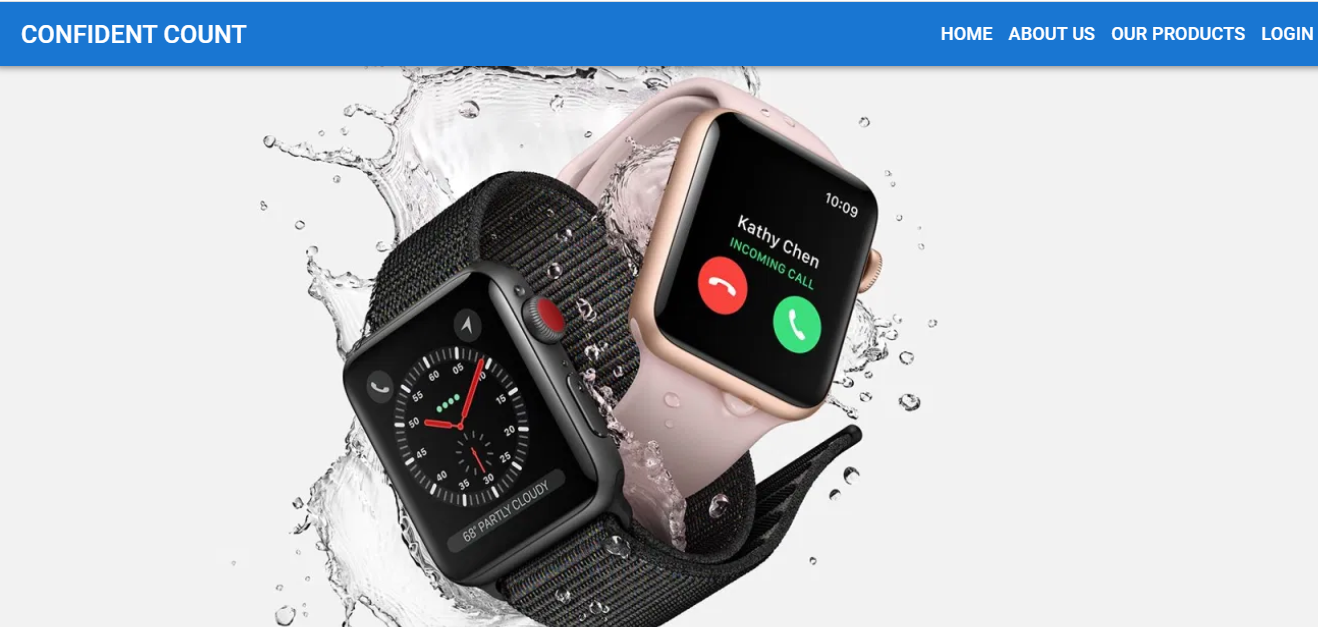 CONFIDENT COUNT
HOME ABOUT US OUR PRODUCTS LOGIN
10:09
Kathy Chen
INCOMING CALL
60 05
55 10
50 15
45 20
40 25
35 30
68° PARTLY CLOUDY